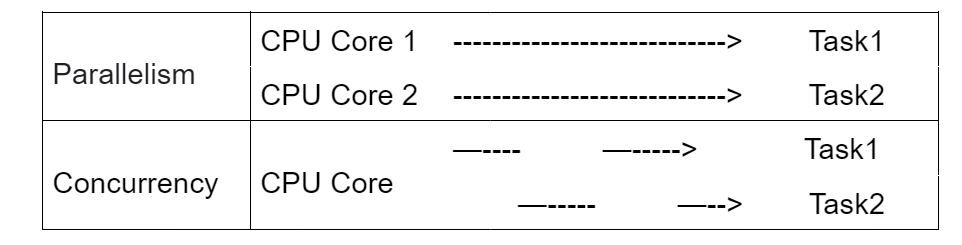 Parallelism
CPU Core 1 ----------------------------> Task1
CPU Core 2 ----------------------------> Task2
Concurrency
CPU Core
—---- —-----> Task1
—----- —--> Task2